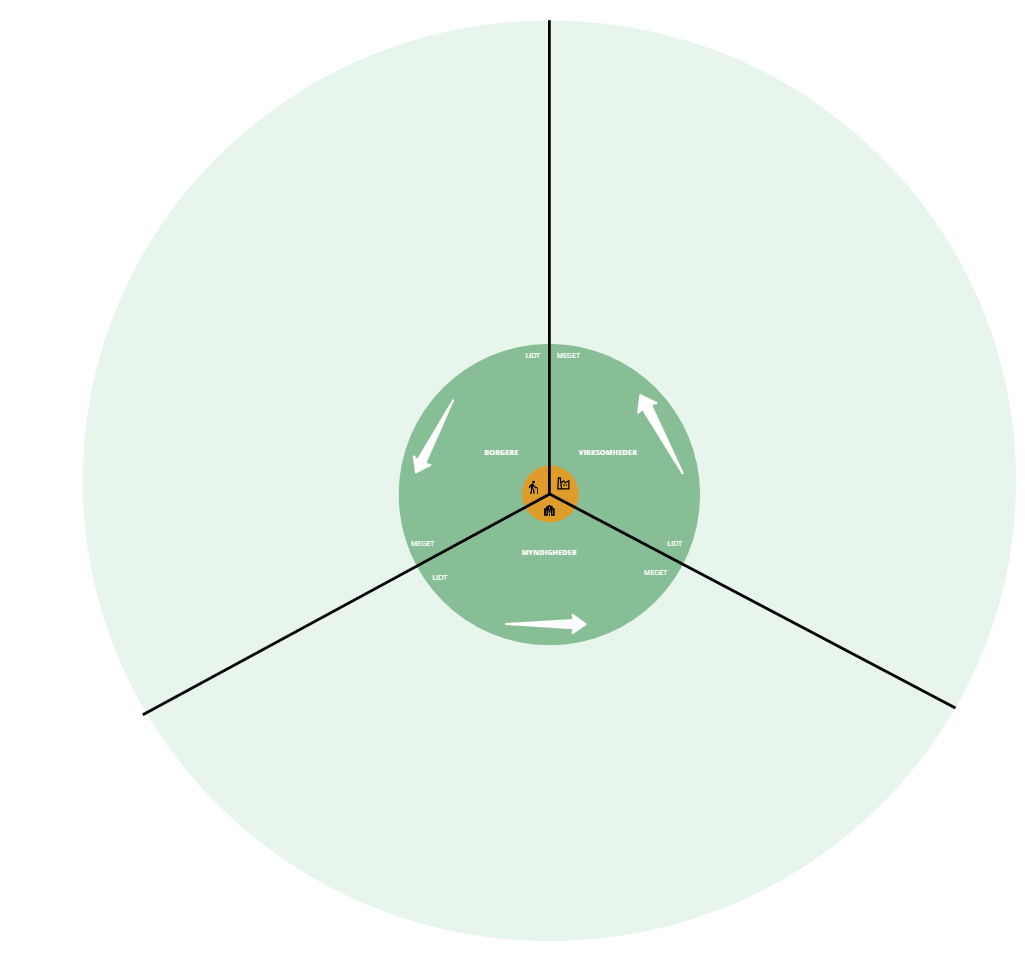 LIDT
MEGET
BORGERE
VIRKSOMHEDER
MEGET
LIDT
LIDT
MEGET
MYNDIGHEDER